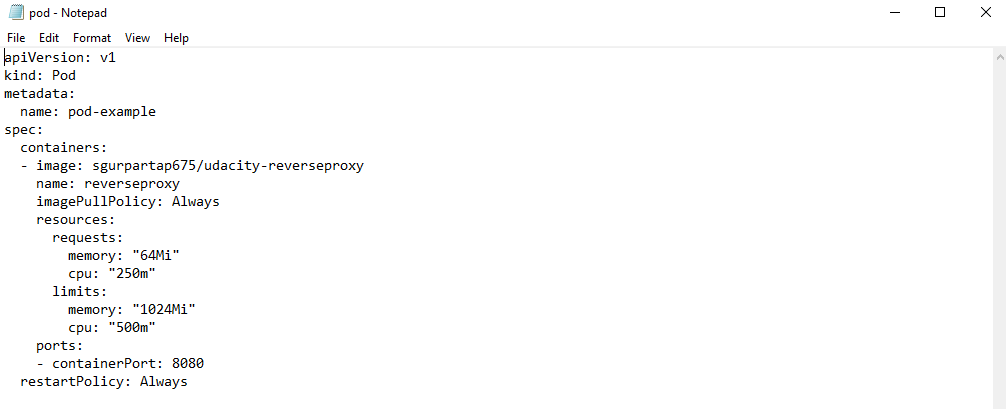 pod - Notepad
File Edit Format View Help
apiVersion: v1
kind: Pod
metadata:
  name: pod-example
spec:
  containers:
  - image: sgurpartap675/udacity-reverseproxy
    name: reverseproxy
    imagePullPolicy: Always
    resources:
      requests:
        memory: "64Mi"
        cpu: "250m"
      limits:
        memory: "1024Mi"
        cpu: "500m"
    ports:
    - containerPort: 8080
  restartPolicy: Always